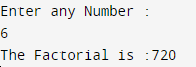 Enter any Number :
6
The Factorial is :720